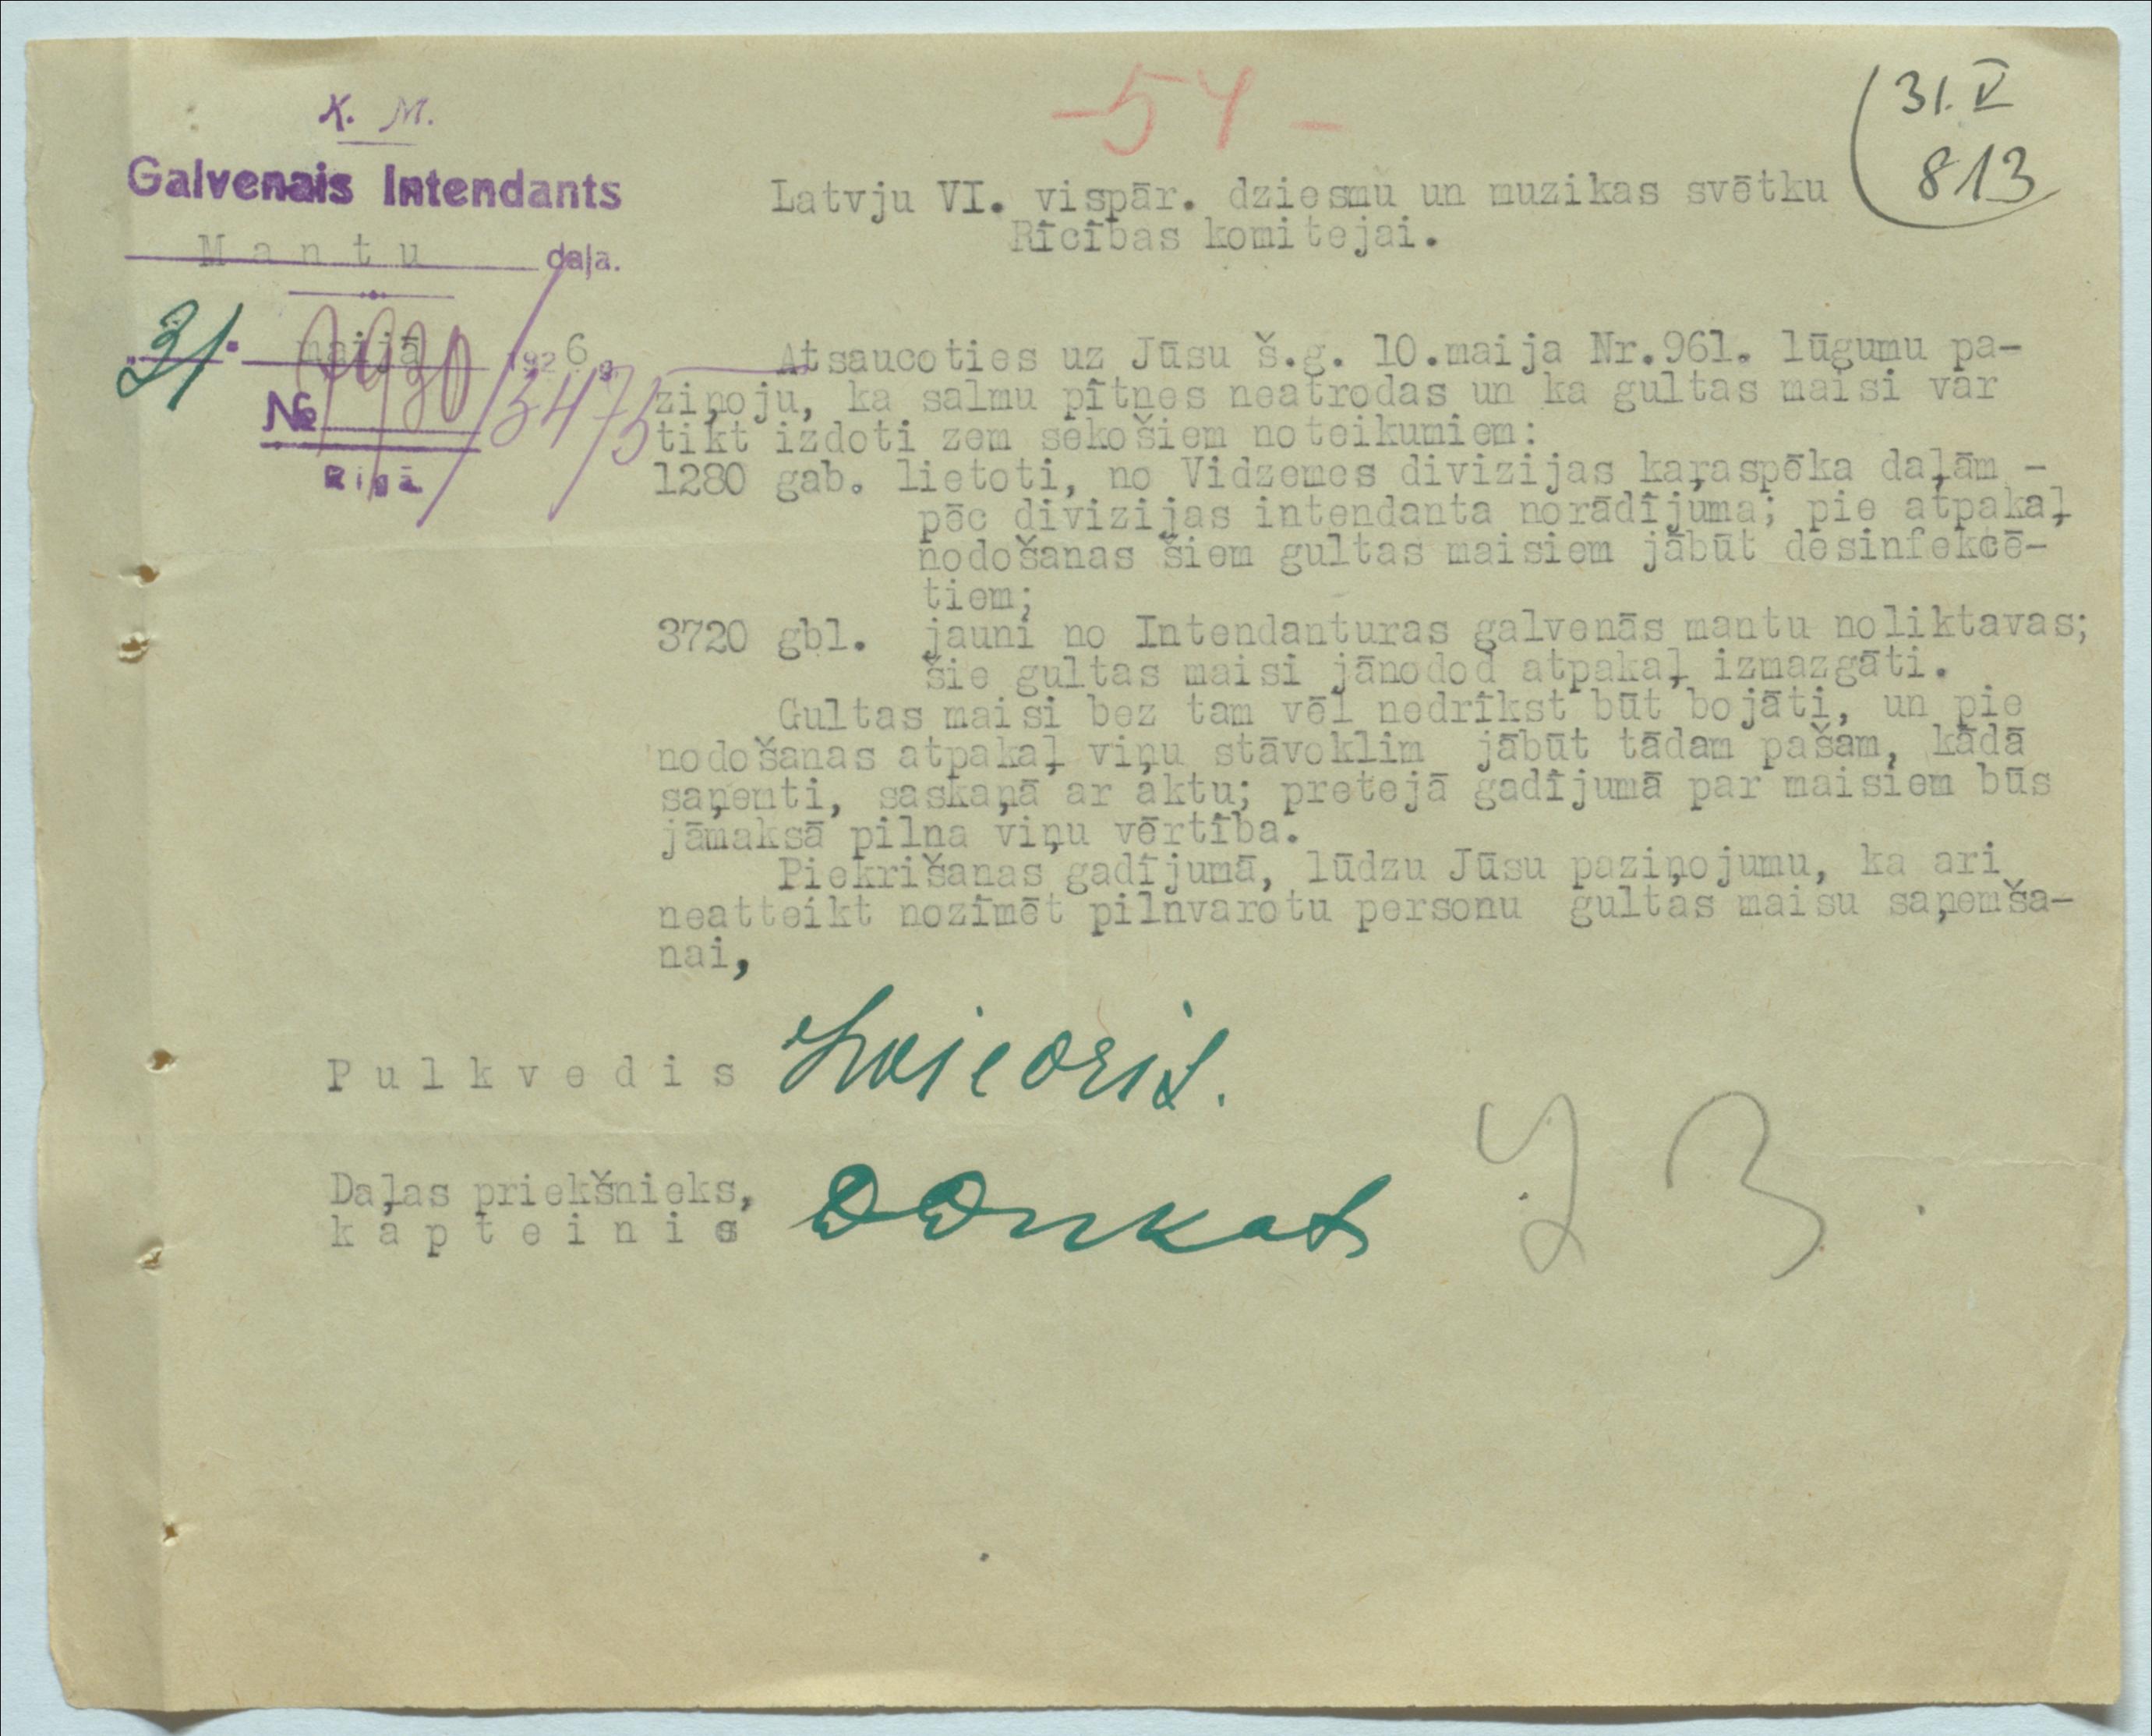 K. M.
Galvenais Intendants
Mantu daļa.
31. maijā 1926 g.
№ 7930/3475
Rīgā
-54-
31. V
813
Latvju VI. vispār. dziesmu un muzikas svētku
Rīcības komitejai.
Atsaucoties uz Jūsu š.g. 10.maija Nr.961. lūgumu pa-
ziņoju, ka salmu pītnes neatrodas un ka gultas maisi var
tikt izdoti zem sekošiem noteikumiem:
1280 gab. lietoti, no Vidzemes divizijas kaŗaspēka daļām -
pēc divizijas intendanta norādījuma; pie atpakaļ
nodošanas šiem gultas maisiem jābūt desinfekcē-
tiem;
3720 gbl. jauni no Intendanturas galvenās mantu noliktavas;
šie gultas maisi jānodod atpakaļ izmazgāti.
Gultas maisi bez tam vēl nedrīkst būt bojāti, un pie
nodošanas atpakaļ viņu stāvoklim jābūt tādam pašam, kādā
saņemti, saskaņā ar aktu; pretejā gadījumā par maisiem būs
jāmaksā pilna viņu vērtība.
Piekrišanas gadījumā, lūdzu Jūsu paziņojumu, ka ari
neatteikt nozīmēt pilnvarotu personu gultas maisu saņemša-
nai,
Pulkvedis
Daļas priekšnieks,
kapteinis